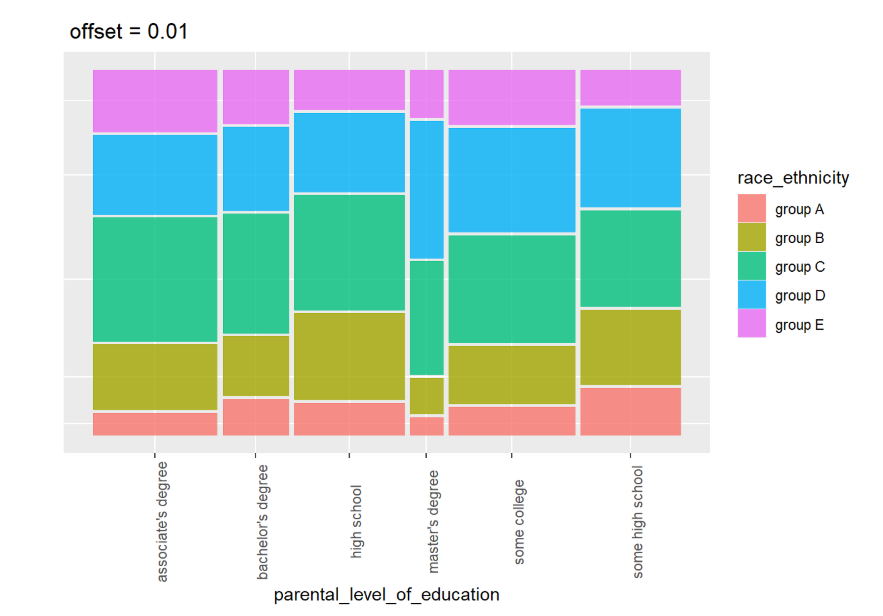 offset = 0.01
race_ethnicity
group A
group B
group C
group D
group E
associate's degree
bachelor's degree
high school
master's degree
some college
some high school
parental_level_of_education